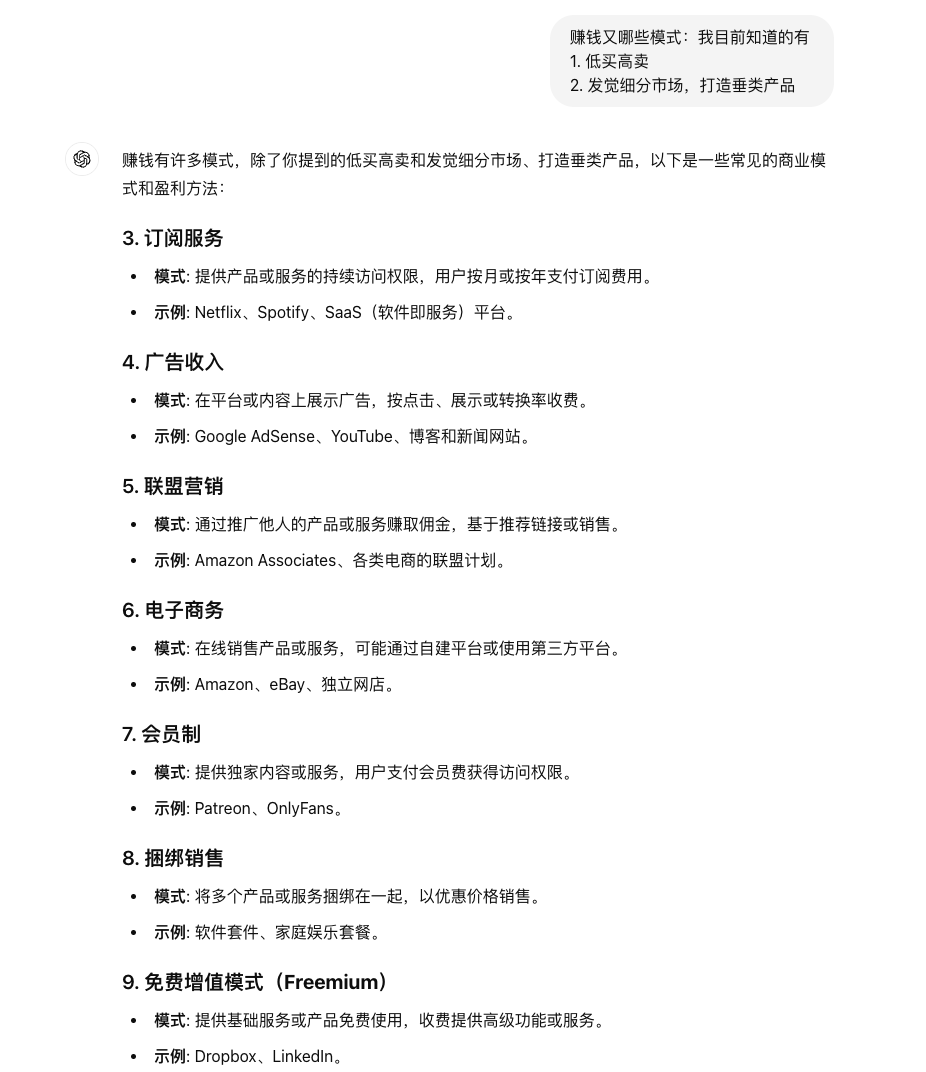 赚钱又哪些模式：我目前知道的有
1. 低买高卖
2. 发觉细分市场，打造垂类产品
赚钱有许多模式，除了你提到的低买高卖和发觉细分市场、打造垂类产品，以下是一些常见的商业模
式和盈利方法：
3. 订阅服务
• 模式: 提供产品或服务的持续访问权限，用户按月或按年支付订阅费用。
• 示例: Netflix、Spotify、SaaS（软件即服务）平台。
4. 广告收入
• 模式: 在平台或内容上展示广告，按点击、展示或转换率收费。
• 示例: Google AdSense、YouTube、博客和新闻网站。
5. 联盟营销
• 模式: 通过推广他人的产品或服务赚取佣金，基于推荐链接或销售。
• 示例: Amazon Associates、各类电商的联盟计划。
6. 电子商务
• 模式: 在线销售产品或服务，可能通过自建平台或使用第三方平台。
• 示例: Amazon、eBay、独立网店。
7. 会员制
• 模式: 提供独家内容或服务，用户支付会员费获得访问权限。
• 示例: Patreon、OnlyFans。
8. 捆绑销售
• 模式: 将多个产品或服务捆绑在一起，以优惠价格销售。
• 示例: 软件套件、家庭娱乐套餐。
9. 免费增值模式（Freemium）
• 模式: 提供基础服务或产品免费使用，收费提供高级功能或服务。
• 示例: Dropbox、LinkedIn。